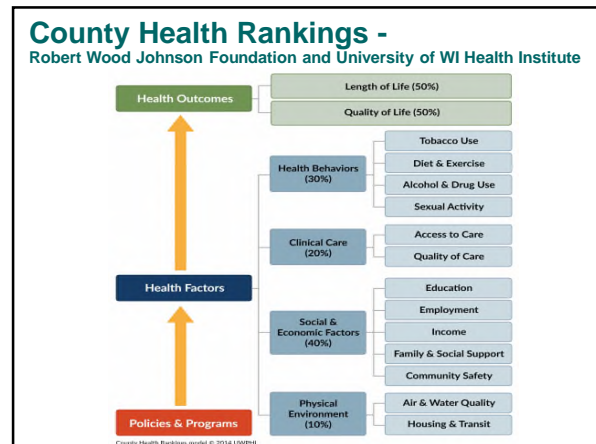 County Health Rankings -
Robert Wood Johnson Foundation and University of WI Health Institute
Health Outcomes
Length of Life (50%)
Quality of Life (50%)
Health Factors
Health Behaviors
(30%)
Tobacco Use
Diet & Exercise
Alcohol & Drug Use
Sexual Activity
Clinical Care
(20%)
Access to Care
Quality of Care
Social &
Economic Factors
(40%)
Education
Employment
Income
Family & Social Support
Community Safety
Physical
Environment
(10%)
Air & Water Quality
Housing & Transit
Policies & Programs
County Health Rankings model © 2014 UWPHI